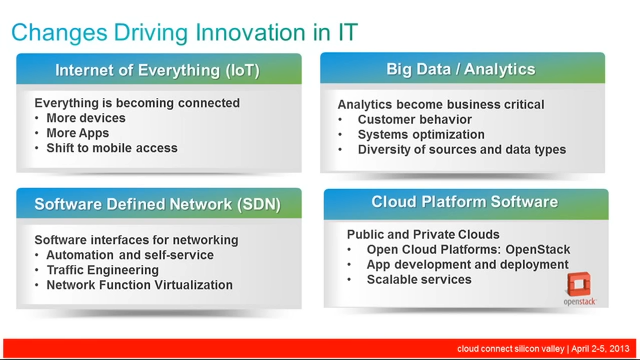 Changes Driving Innovation in IT
Internet of Everything (IoT)
Everything is becoming connected
• More devices
• More Apps
• Shift to mobile access
Big Data / Analytics
Analytics become business critical
• Customer behavior
• Systems optimization
• Diversity of sources and data types
Software Defined Network (SDN)
Software interfaces for networking
• Automation and self-service
• Traffic Engineering
• Network Function Virtualization
Cloud Platform Software
Public and Private Clouds
• Open Cloud Platforms: OpenStack
• App development and deployment
• Scalable services
openstack
cloud connect silicon valley | April 2-5, 2013